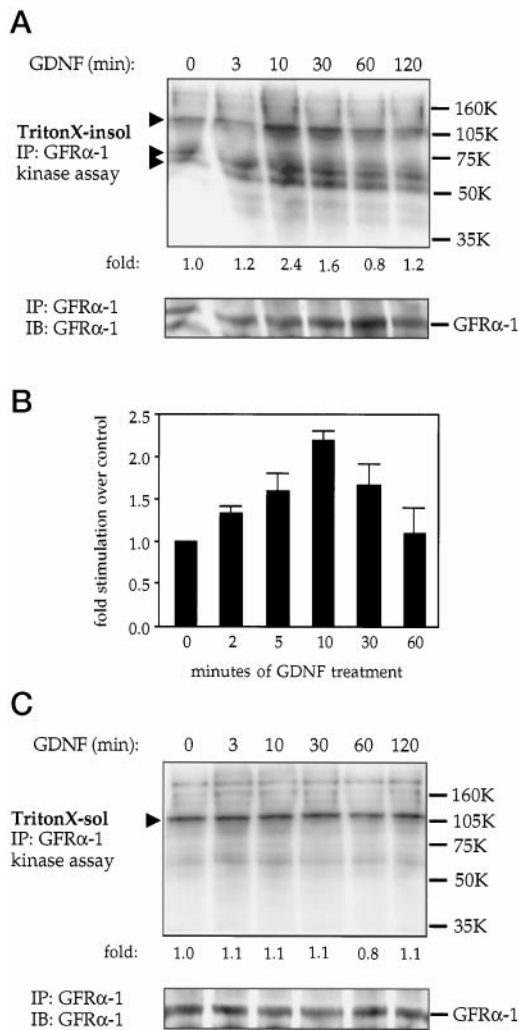 A
GDNF (min): 0 3 10 30 60 120
160K
TritonX-insol
105K
IP: GFRα-1
75K
kinase assay
50K
35K
fold: 1.0 1.2 2.4 1.6 0.8 1.2
IP: GFRα-1
IB: GFRα-1
GFRα-1
B
fold stimulation over control
2.5
2.0
1.5
1.0
0.5
0.0
0 2 5 10 30 60
minutes of GDNF treatment
C
GDNF (min): 0 3 10 30 60 120
160K
TritonX-sol
105K
IP: GFRα-1
75K
kinase assay
50K
35K
fold: 1.0 1.1 1.1 1.1 0.8 1.1
IP: GFRα-1
IB: GFRα-1
GFRα-1